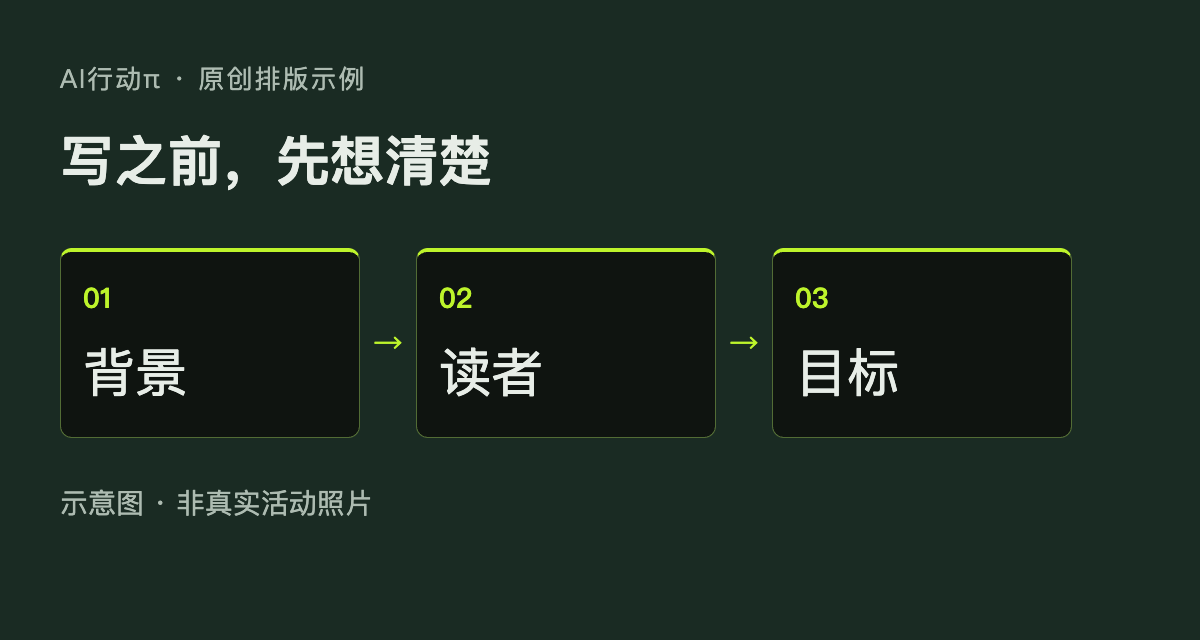 AI行动π · 原创排版示例
写之前，先想清楚
01
背景
→
02
读者
→
03
目标
示意图 · 非真实活动照片